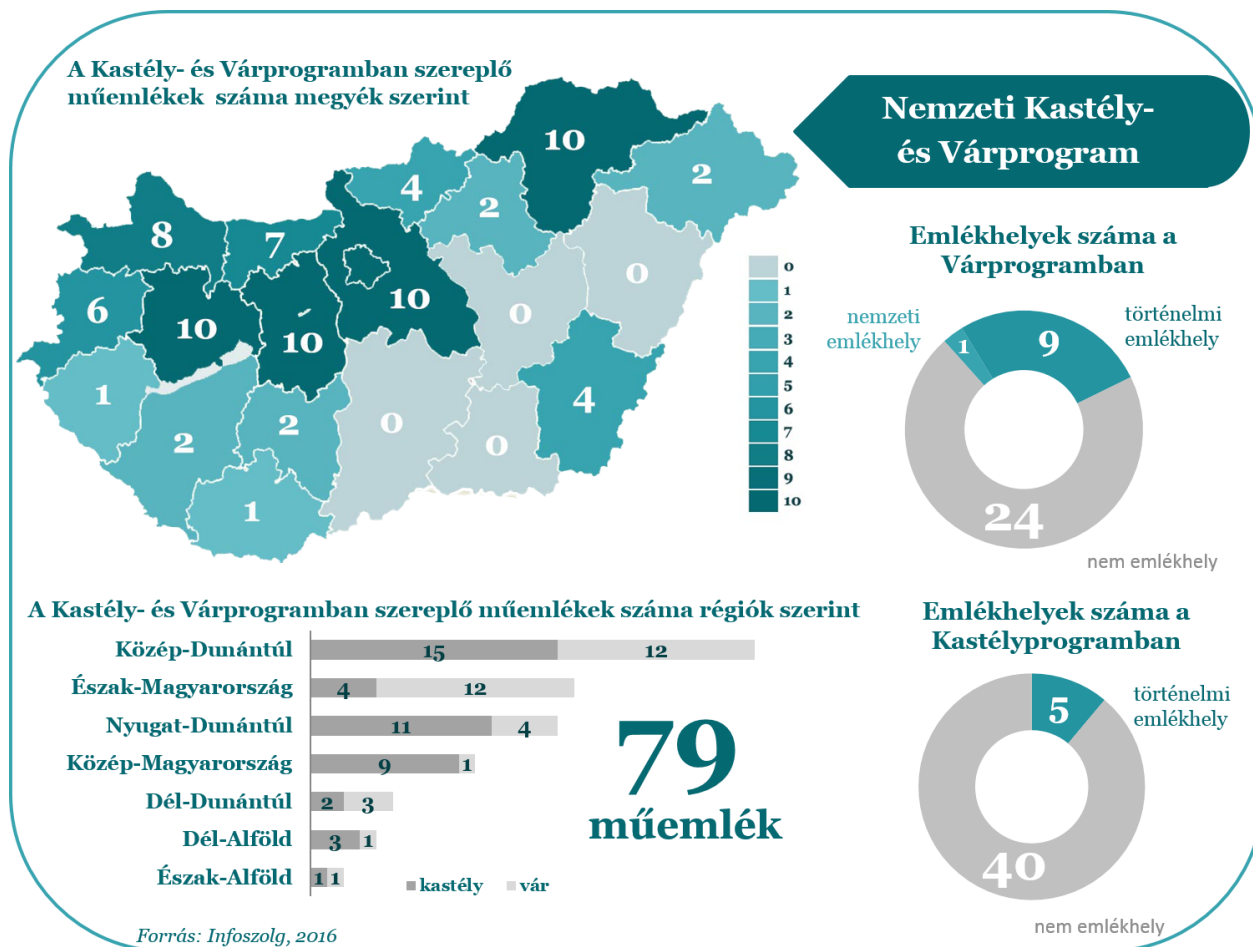 A Kastély- és Várprogramban szereplő
műemlékek száma megyék szerint
Nemzeti Kastély-
és Várprogram
10
4
2
2
8
7
0
6
10
10
10
0
1
2
2
0
0
4
1
0
1
2
3
4
5
6
7
8
9
10
Emlékhelyek száma a
Várprogramban
nemzeti
emlékhely
történelmi
emlékhely
1
9
24
nem emlékhely
A Kastély- és Várprogramban szereplő műemlékek száma régiók szerint
Közép-Dunántúl 15 12
Észak-Magyarország 4 12
Nyugat-Dunántúl 11 4
Közép-Magyarország 9 1
Dél-Dunántúl 2 3
Dél-Alföld 3 1
Észak-Alföld 1 1
kastély vár
79
műemlék
Emlékhelyek száma a
Kastélyprogramban
5
történelmi
emlékhely
40
nem emlékhely
Forrás: Infoszolg, 2016